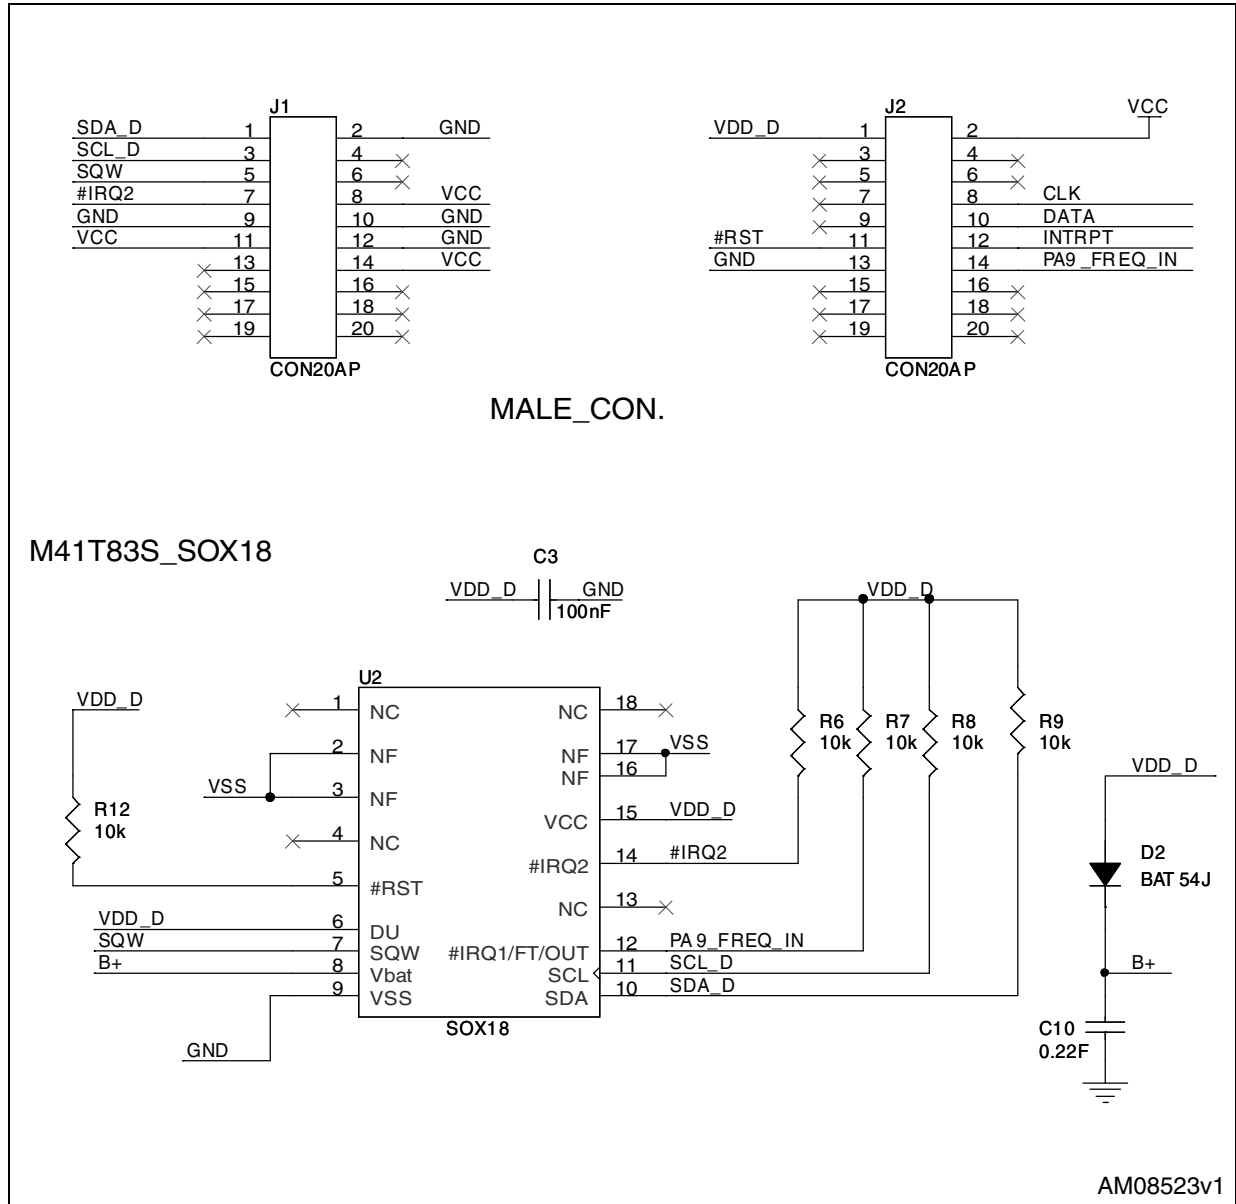 J1
SDA_D 1 2 GND
SCL_D 3 4
SQW 5 6
#IRQ2 7 8 VCC
GND 9 10 GND
VCC 11 12 GND
13 14 VCC
15 16
17 18
19 20
CON20AP
J2 VCC
VDD_D 1 2
3 4
5 6
7 8 CLK
9 10 DATA
#RST 11 12 INTRPT
GND 13 14 PA9_FREQ_IN
15 16
17 18
19 20
CON20AP
MALE_CON.
M41T83S_SOX18
C3
VDD_D GND
100nF
VDD_D
R12
10k
U2
1 NC NC 18
2 NF NF 17 VSS
NF 16
VSS
3 NF
VCC 15 VDD_D
4 NC
#IRQ2 14 #IRQ2
5 #RST
NC 13
VDD_D 6 DU
SQW 7 SQW #IRQ1/FT/OUT 12 PA9_FREQ_IN
B+ 8 Vbat SCL 11 SCL_D
9 VSS SDA 10 SDA_D
GND
SOX18
VDD_D
R6 R7 R8 R9
10k 10k 10k 10k
VDD_D
D2
BAT 54J
B+
C10
0.22F
AM08523v1